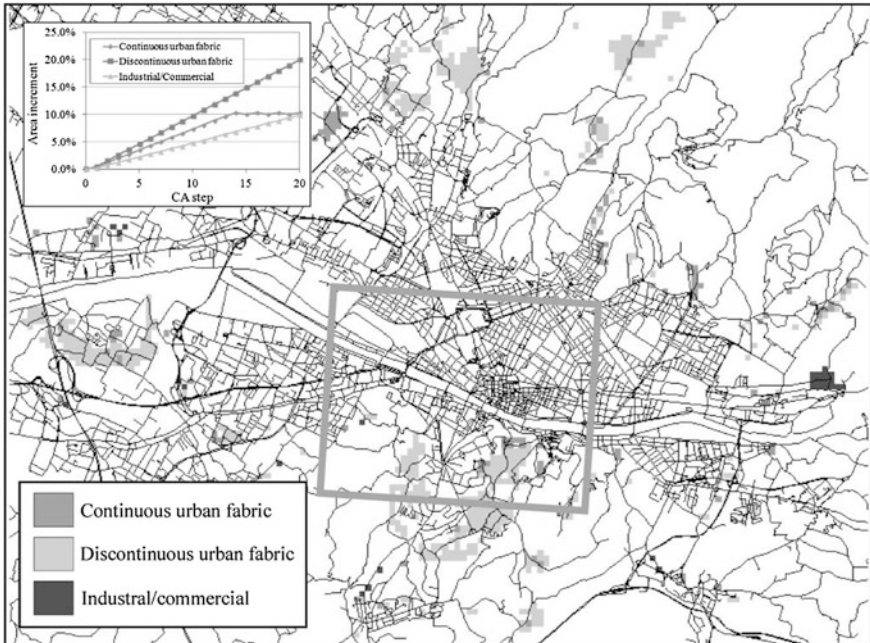 25.0%
20.0%
15.0%
10.0%
5.0%
0.0%
Area increment
Continuous urban fabric
Discontinuous urban fabric
Industrial/Commercial
0 5 10 15 20
CA step
Continuous urban fabric
Discontinuous urban fabric
Industral/commercial